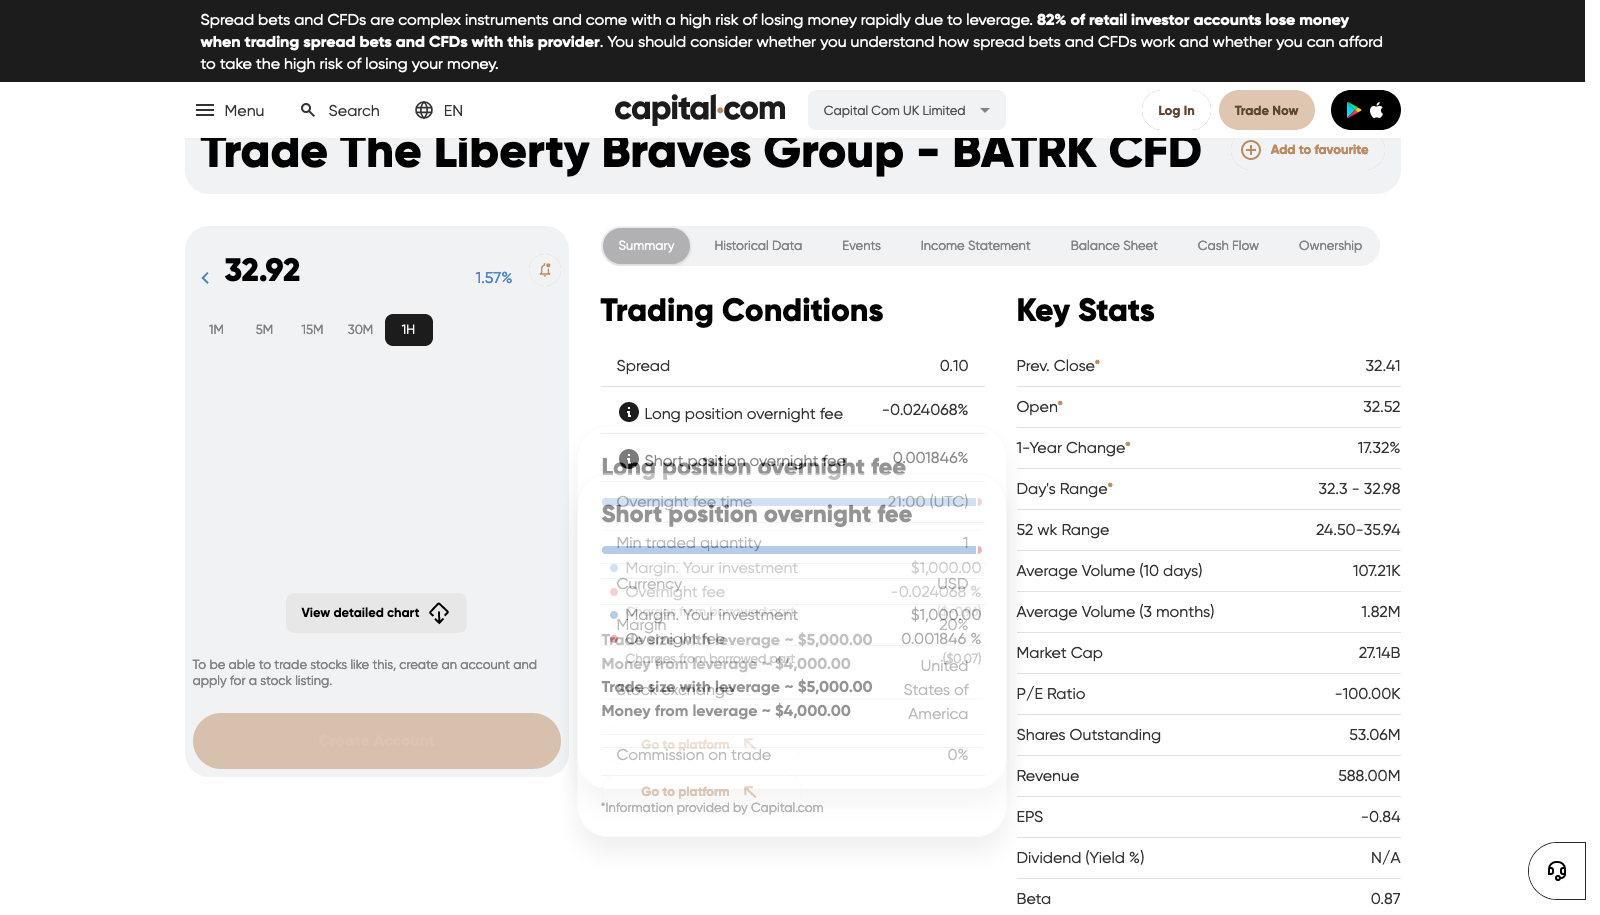 Spread bets and CFDs are complex instruments and come with a high risk of losing money rapidly due to leverage. 82% of retail investor accounts lose money
when trading spread bets and CFDs with this provider. You should consider whether you understand how spread bets and CFDs work and whether you can afford
to take the high risk of losing your money.
Menu Search EN capital.com Capital Com UK Limited Log In Trade Now
Trade The Liberty Braves Group - BATRK CFD Add to favourite
32.92 1.57%
1M 5M 15M 30M 1H
View detailed chart
To be able to trade stocks like this, create an account and
apply for a stock listing.
Create Account
Summary Historical Data Events Income Statement Balance Sheet Cash Flow Ownership
Trading Conditions
Spread 0.10
Long position overnight fee -0.024068%
Short position overnight fee 0.001846%
Long position overnight fee
Overnight fee time 21:00 (UTC)
Short position overnight fee
Min traded quantity 1
Margin. Your investment $1,000.00
Currency USD
Overnight fee -0.024068 %
Charges from borrowed part
Margin. Your investment $1,000.00
Margin 20%
Overnight fee 0.001846 %
Trade size with leverage ~ $5,000.00
Charges from borrowed part ($0.07)
Money from leverage ~ $4,000.00
Stock exchange United
States of
America
Trade size with leverage ~ $5,000.00
Money from leverage ~ $4,000.00
Go to platform
Commission on trade 0%
Go to platform
*Information provided by Capital.com
Key Stats
Prev. Close* 32.41
Open* 32.52
1-Year Change* 17.32%
Day's Range* 32.3 - 32.98
52 wk Range 24.50-35.94
Average Volume (10 days) 107.21K
Average Volume (3 months) 1.82M
Market Cap 27.14B
P/E Ratio -100.00K
Shares Outstanding 53.06M
Revenue 588.00M
EPS -0.84
Dividend (Yield %) N/A
Beta 0.87